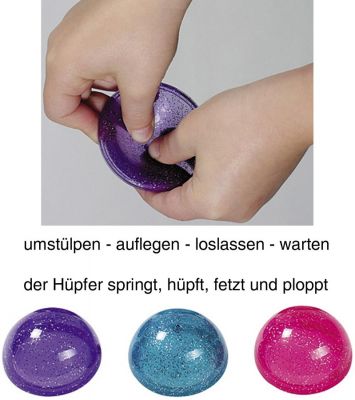 umstülpen - auflegen - loslassen - warten
der Hüpfer springt, hüpft, fetzt und ploppt